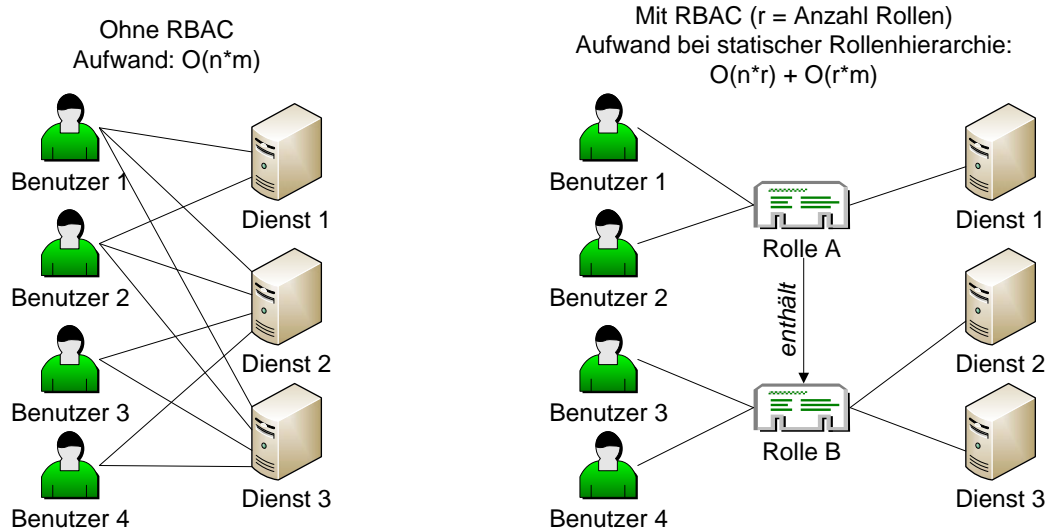 Ohne RBAC
Aufwand: O(n*m)
Benutzer 1
Benutzer 2
Benutzer 3
Benutzer 4
Dienst 1
Dienst 2
Dienst 3
Mit RBAC (r = Anzahl Rollen)
Aufwand bei statischer Rollenhierarchie:
O(n*r) + O(r*m)
Benutzer 1
Benutzer 2
Benutzer 3
Benutzer 4
Rolle A
enthält
Rolle B
Dienst 1
Dienst 2
Dienst 3